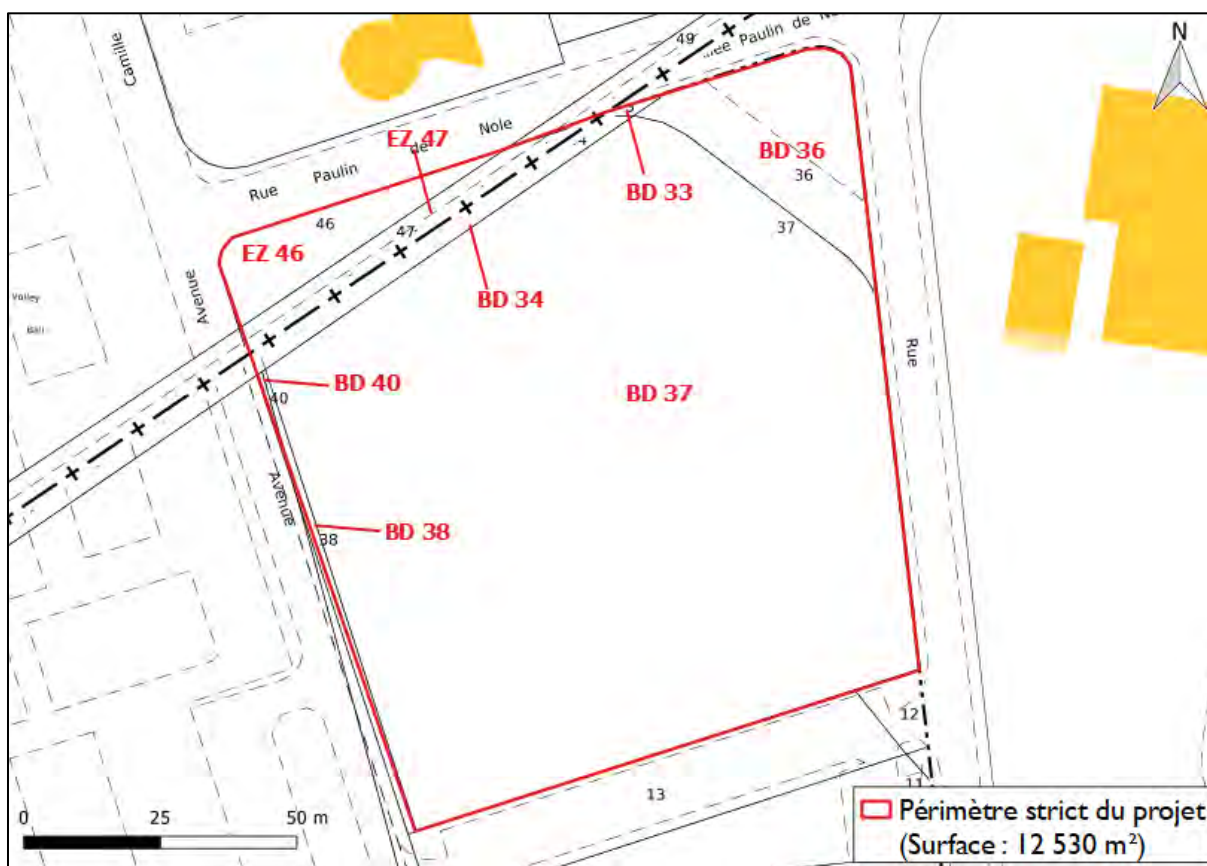 N
Camille
49
Rue Paulin de Nole
EZ 47
BD 36
36
BD 33
46
47
37
EZ 46
Avenue
BD 34
Volley
Ball
Rue
BD 40
40
BD 37
Avenue
BD 38
38
12
11
13
0 25 50 m
Périmètre strict du projet
(Surface : 12 530 m²)